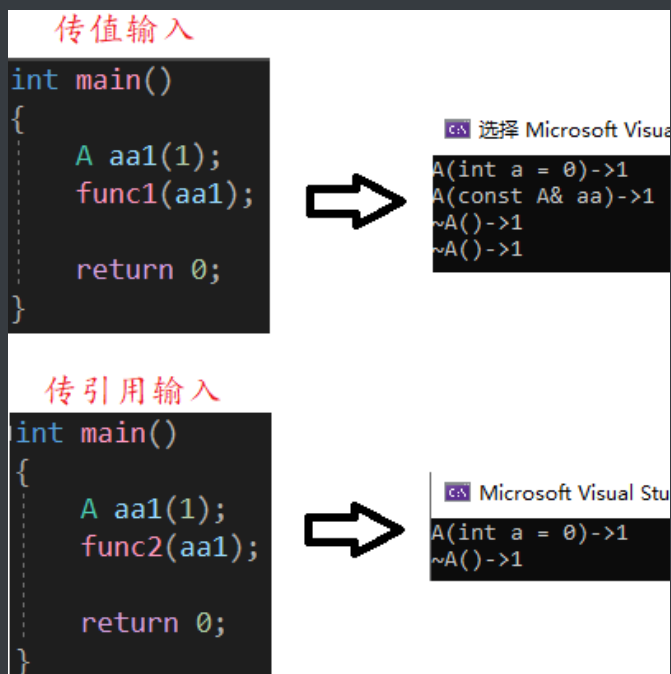 传值输入
int main()
{
A aa1(1);
func1(aa1);
return 0;
}
选择 Microsoft Visua
A(int a = 0)->1
A(const A& aa)->1
~A()->1
~A()->1
传引用输入
int main()
{
A aa1(1);
func2(aa1);
return 0;
}
Microsoft Visual Stu
A(int a = 0)->1
~A()->1